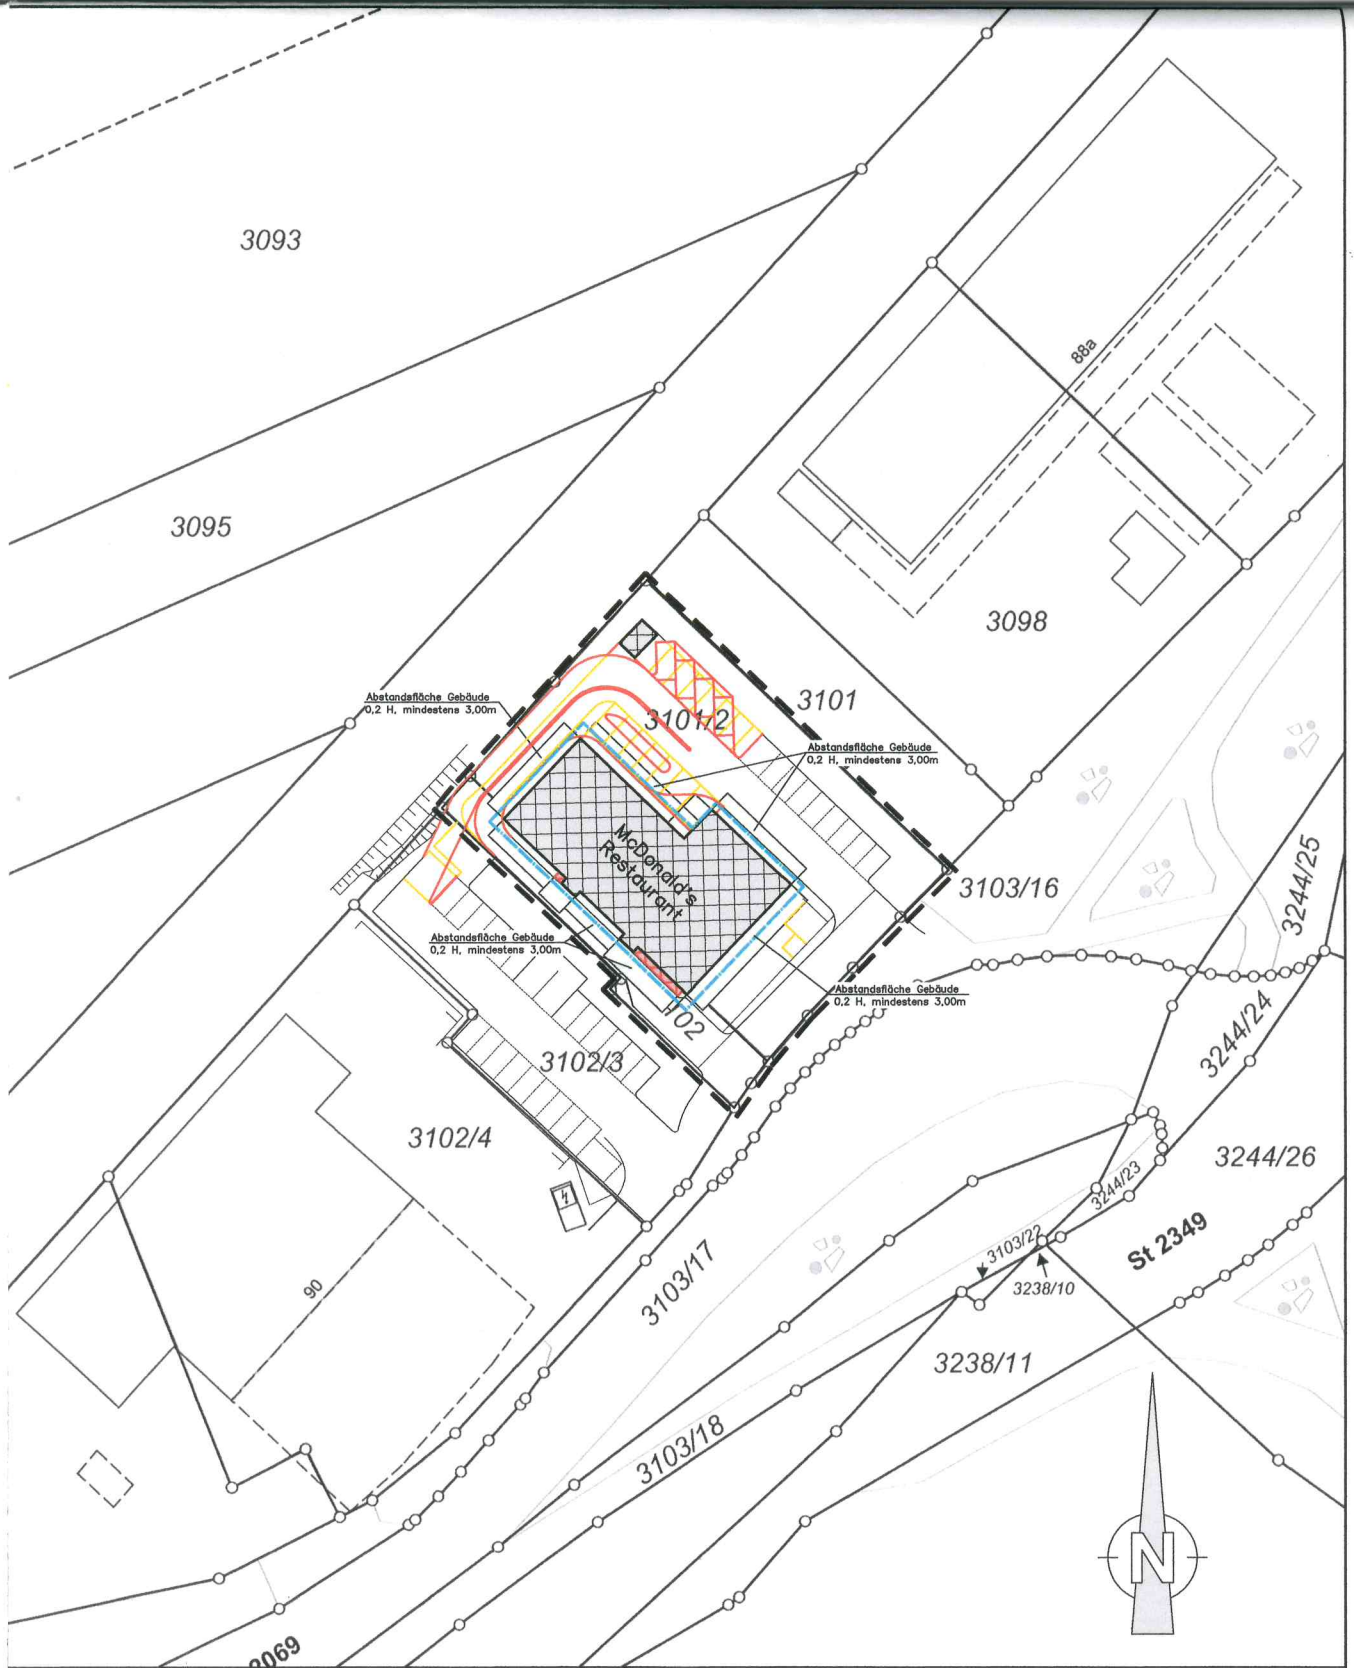 3093
88a
3095
3098
Abstandsfläche Gebäude
0,2 H, mindestens 3,00m
3101
3101/2
Abstandsfläche Gebäude
0,2 H, mindestens 3,00m
McDonald's
Restaurant
3103/16
3244/25
Abstandsfläche Gebäude
0,2 H, mindestens 3,00m
Abstandsfläche Gebäude
0,2 H, mindestens 3,00m
3244/24
3102/3
3102/4
3244/26
3244/23
St 2349
3103/22
3238/10
3103/17
90
3238/11
3103/18
N